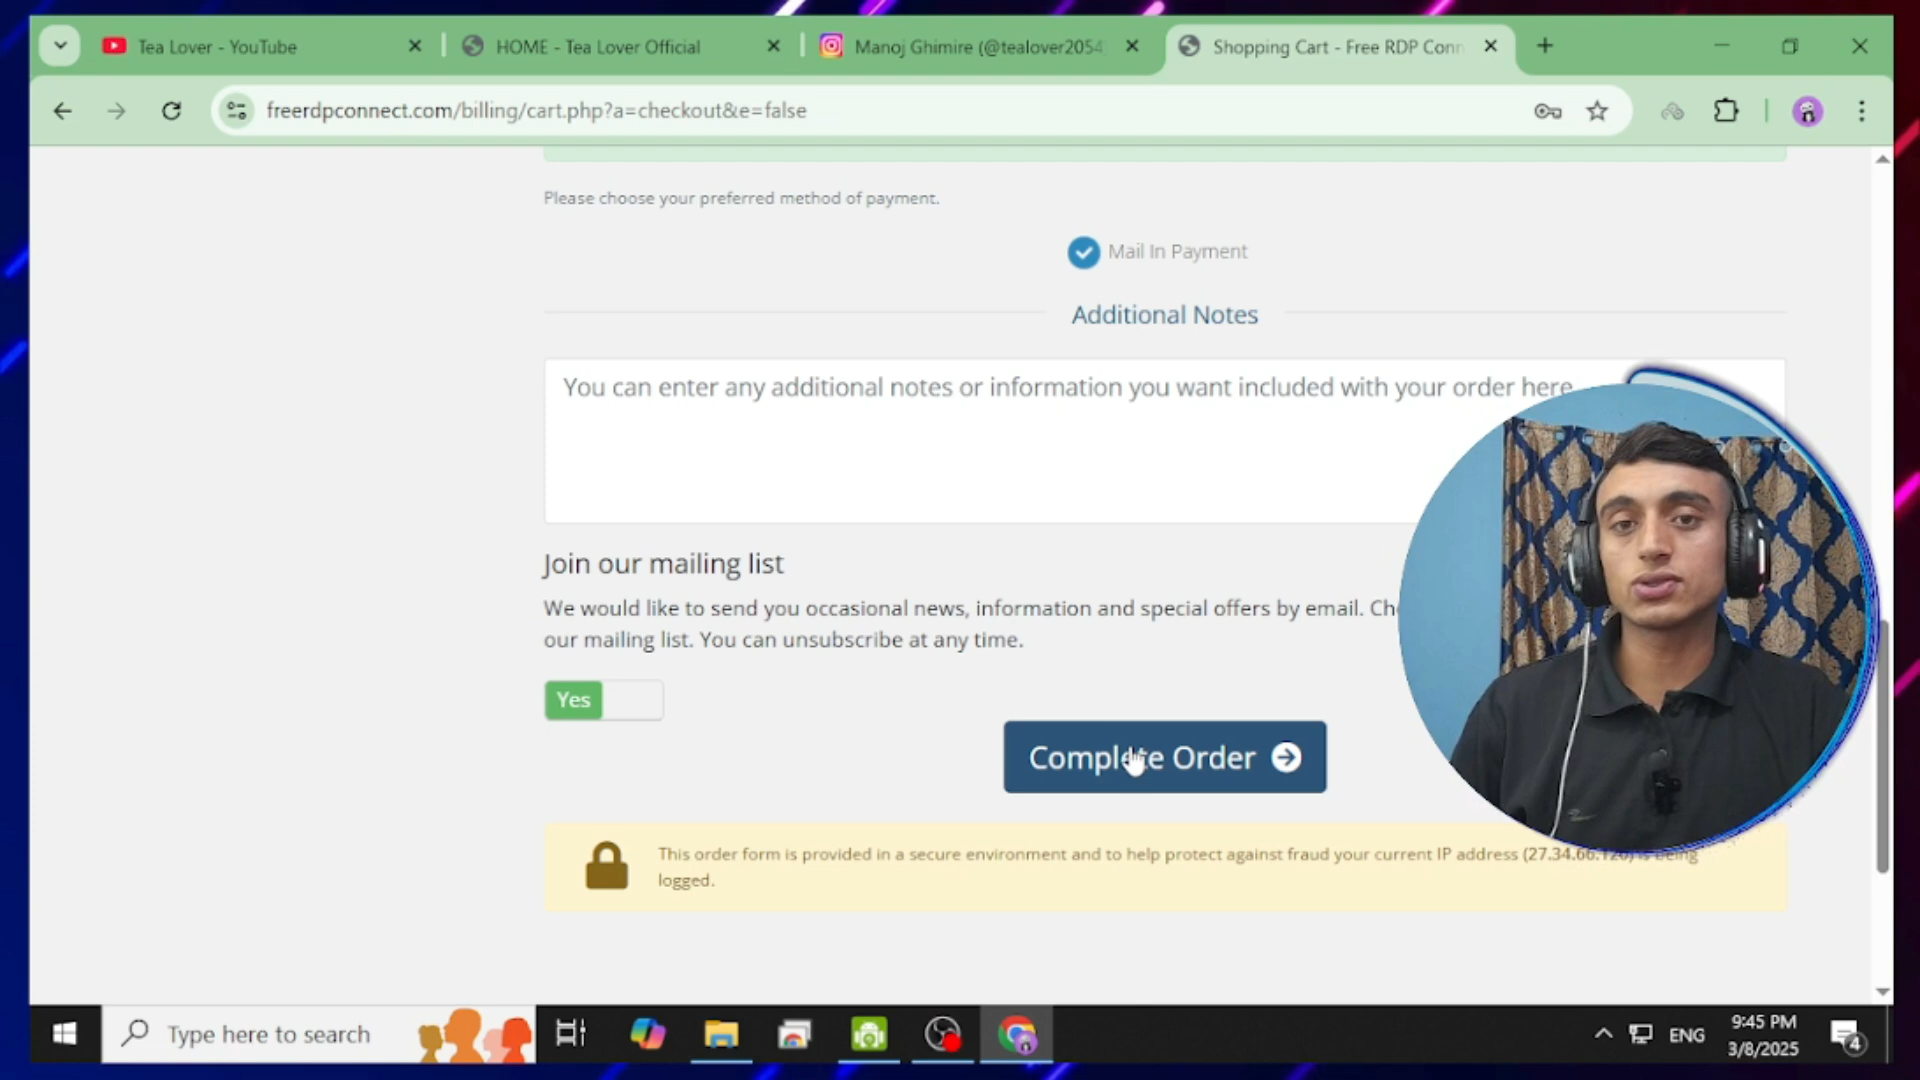 Tea Lover - YouTube
HOME - Tea Lover Official
Manoj Ghimire (@tealover2054
Shopping Cart - Free RDP Conn
freerdpconnect.com/billing/cart.php?a=checkout&e=false
Please choose your preferred method of payment.
Mail In Payment
Additional Notes
You can enter any additional notes or information you want included with your order here
Join our mailing list
We would like to send you occasional news, information and special offers by email. Ch
our mailing list. You can unsubscribe at any time.
Yes
Complete Order
This order form is provided in a secure environment and to help protect against fraud your current IP address (27.34.66.120) is being
logged.
Type here to search
ENG
9:45 PM
3/8/2025
4